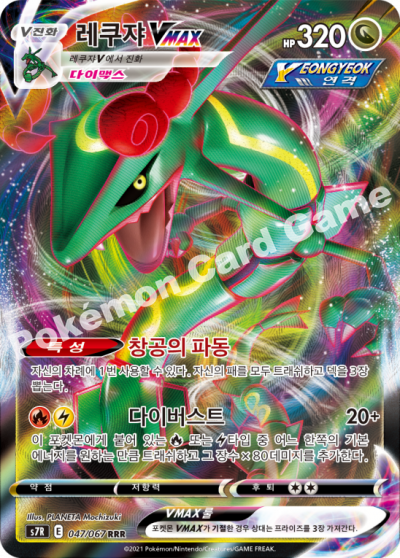 V진화
레쿠쟈 VMAX
HP 320
레쿠쟈V에서 진화
다이맥스
YEONGYEOK
연격
Pokémon Card Game
특성 창공의 파동
자신의 차례에 1번 사용할 수 있다. 자신의 패를 모두 트래쉬하고 덱을 3장
뽑는다.
다이버스트 20+
이 포켓몬에게 붙어 있는 또는 타입 중 어느 한쪽의 기본
에너지를 원하는 만큼 트래쉬하고 그 장수×80데미지를 추가한다.
약점 저항력 후퇴
Illus. PLANETA Mochizuki
VMAX룰
s7R E 047/067 RRR
포켓몬 VMAX가 기절한 경우 상대는 프라이즈를 3장 가져간다.
©2021 Pokémon/Nintendo/Creatures/GAME FREAK.